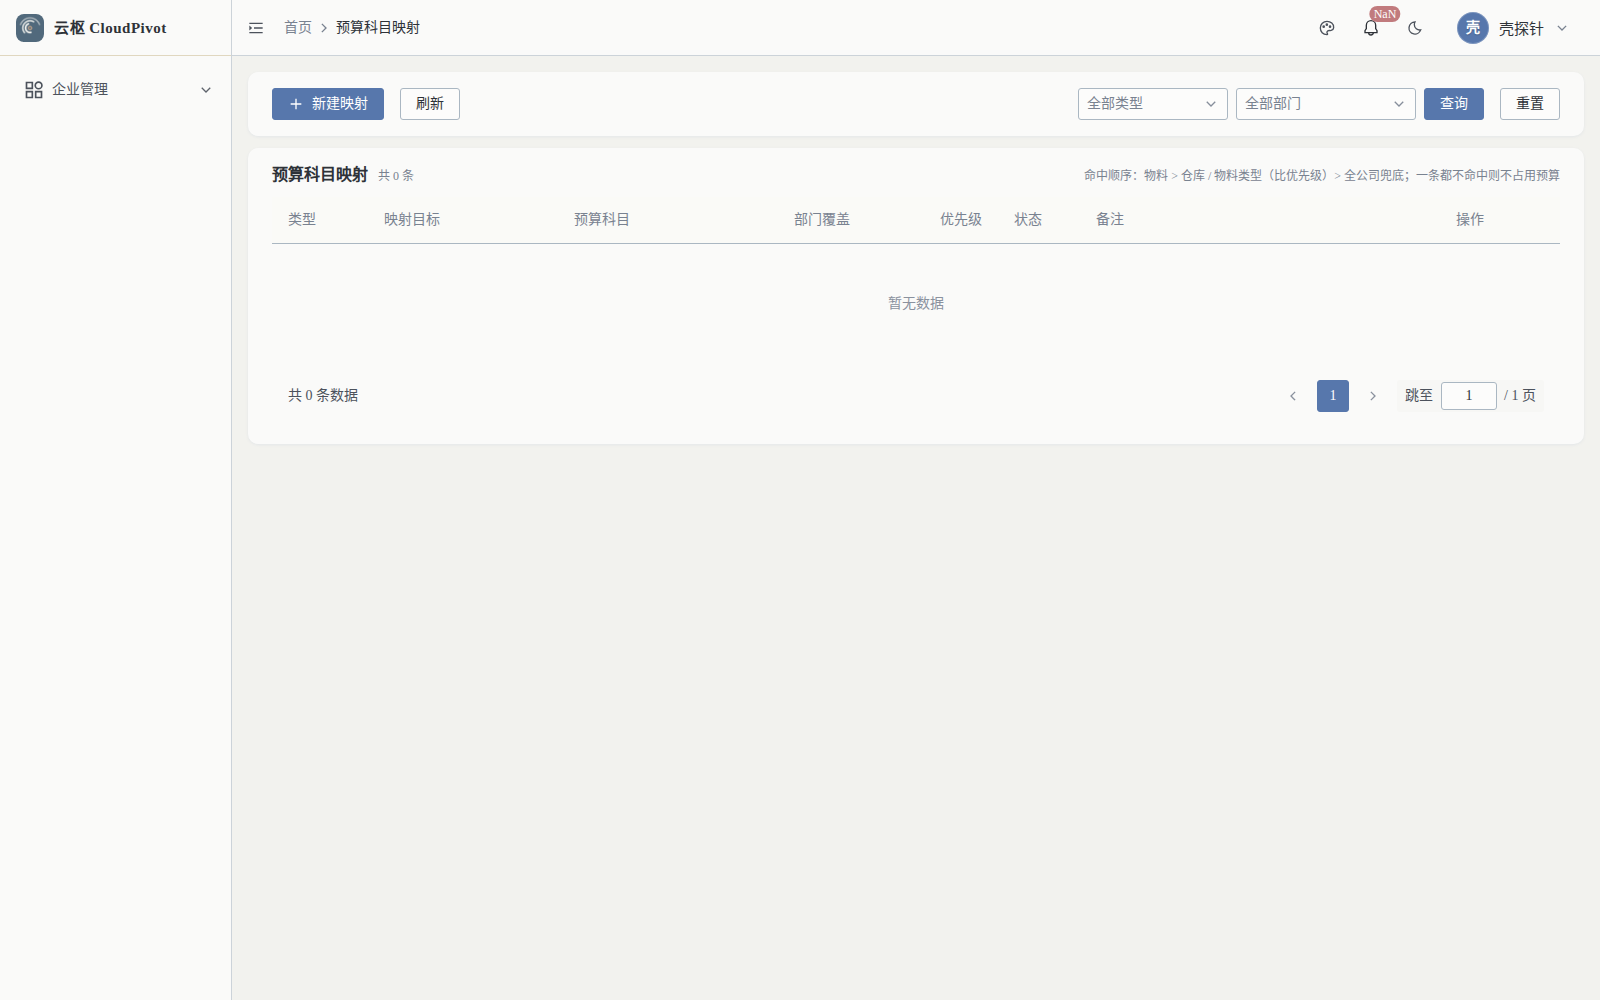 云枢 CloudPivot
首页 > 预算科目映射
NaN
壳 壳探针
企业管理
新建映射 刷新 全部类型 全部部门 查询 重置
预算科目映射 共 0 条 命中顺序：物料 > 仓库 / 物料类型（比优先级）> 全公司兜底；一条都不命中则不占用预算
类型 映射目标 预算科目 部门覆盖 优先级 状态 备注 操作
暂无数据
共 0 条数据 1 跳至 1 / 1 页